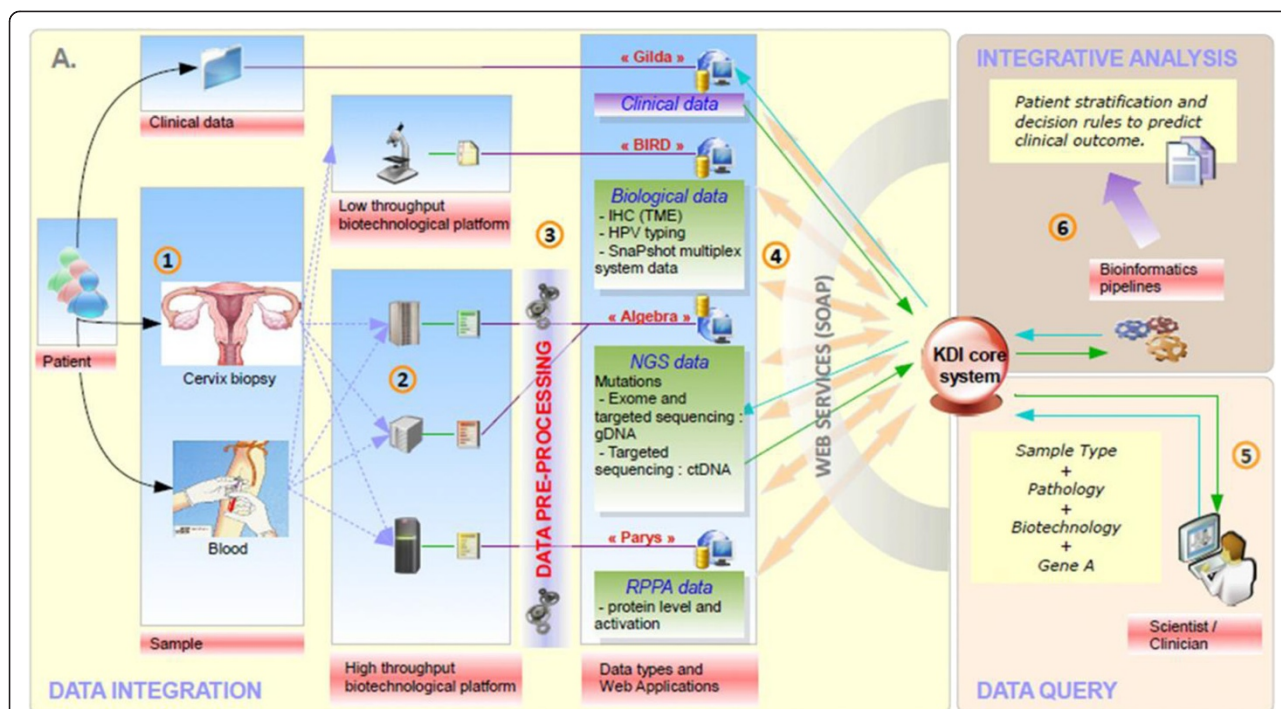 A.
Clinical data
« Gilda »
Clinical data
« BIRD »
Biological data
- IHC (TME)
- HPV typing
- SnaPshot multiplex
system data
Low throughput
biotechnological platform
1
2
3
4
Patient
Cervix biopsy
Blood
Sample
DATA PRE-PROCESSING
« Algebra »
NGS data
Mutations
- Exome and
targeted sequencing :
gDNA
- Targeted
sequencing : ctDNA
« Parys »
RPPA data
- protein level and
activation
High throughput
biotechnological platform
Data types and
Web Applications
DATA INTEGRATION
WEB SERVICES (SOAP)
KDI core
system
INTEGRATIVE ANALYSIS
Patient stratification and
decision rules to predict
clinical outcome.
6
Bioinformatics
pipelines
5
Sample Type
+
Pathology
+
Biotechnology
+
Gene A
Scientist /
Clinician
DATA QUERY